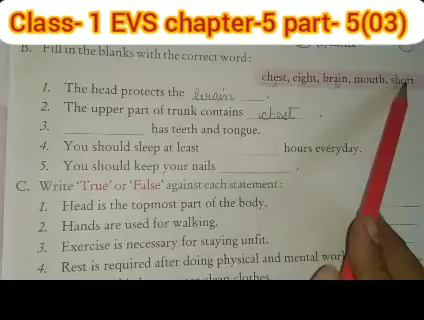 Class- 1 EVS chapter-5 part- 5(03)
B. Fill in the blanks with the correct word :
chest, eight, brain, mouth, short
1. The head protects the brain.
2. The upper part of trunk contains chest.
3. ________ has teeth and tongue.
4. You should sleep at least ________ hours everyday.
5. You should keep your nails ________.
C. Write 'True' or 'False' against each statement :
1. Head is the topmost part of the body.
2. Hands are used for walking.
3. Exercise is necessary for staying unfit.
4. Rest is required after doing physical and mental
clothes